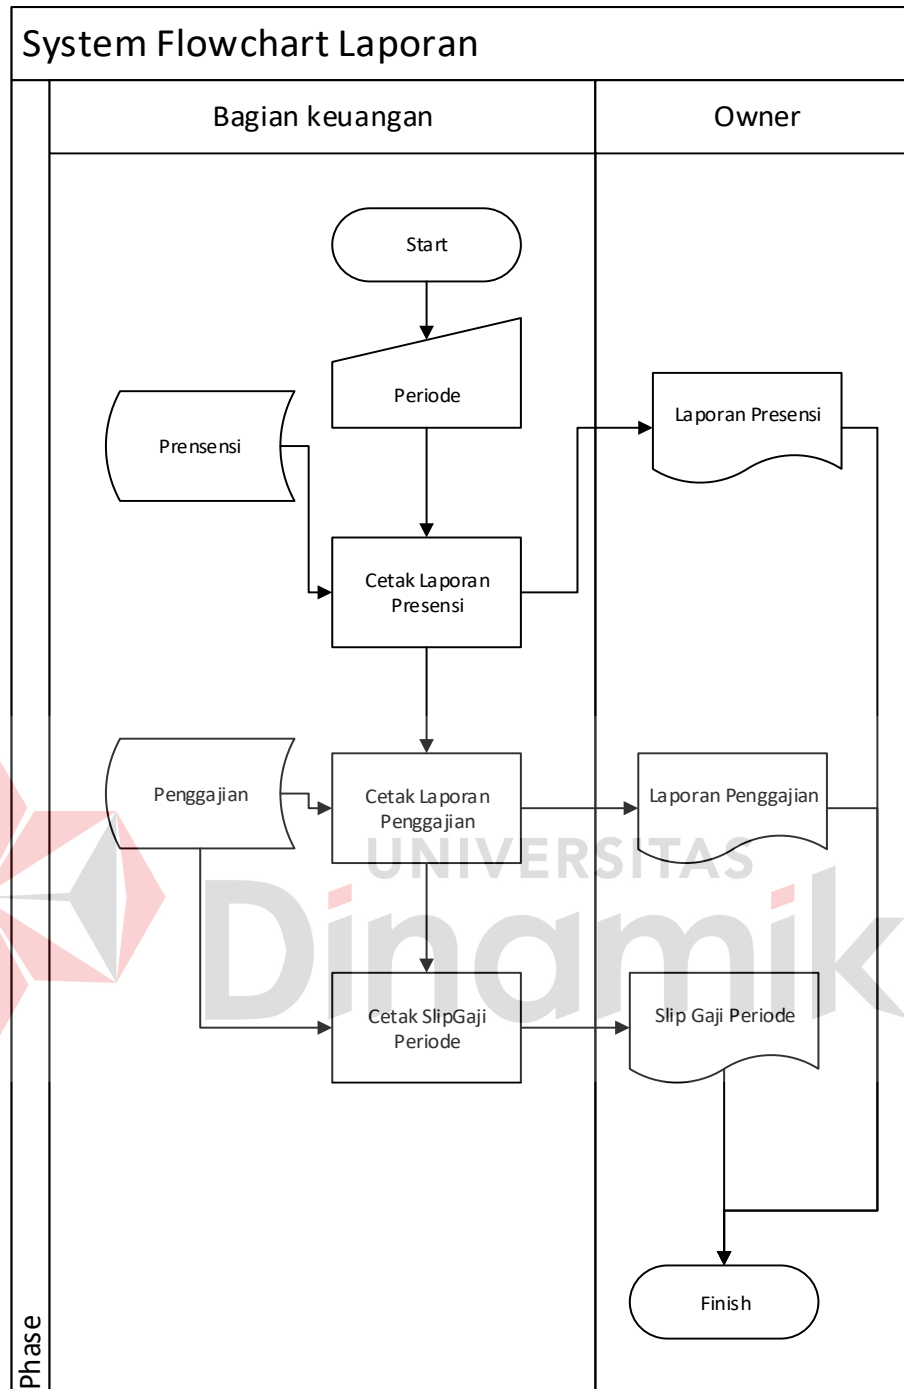 System Flowchart Laporan
Bagian keuangan
Owner
Start
Periode
Prensensi
Laporan Presensi
Cetak Laporan
Presensi
Penggajian
Cetak Laporan
Penggajian
Laporan Penggajian
UNIVERSITAS
Dinamik
Cetak SlipGaji
Periode
Slip Gaji Periode
Finish
Phase